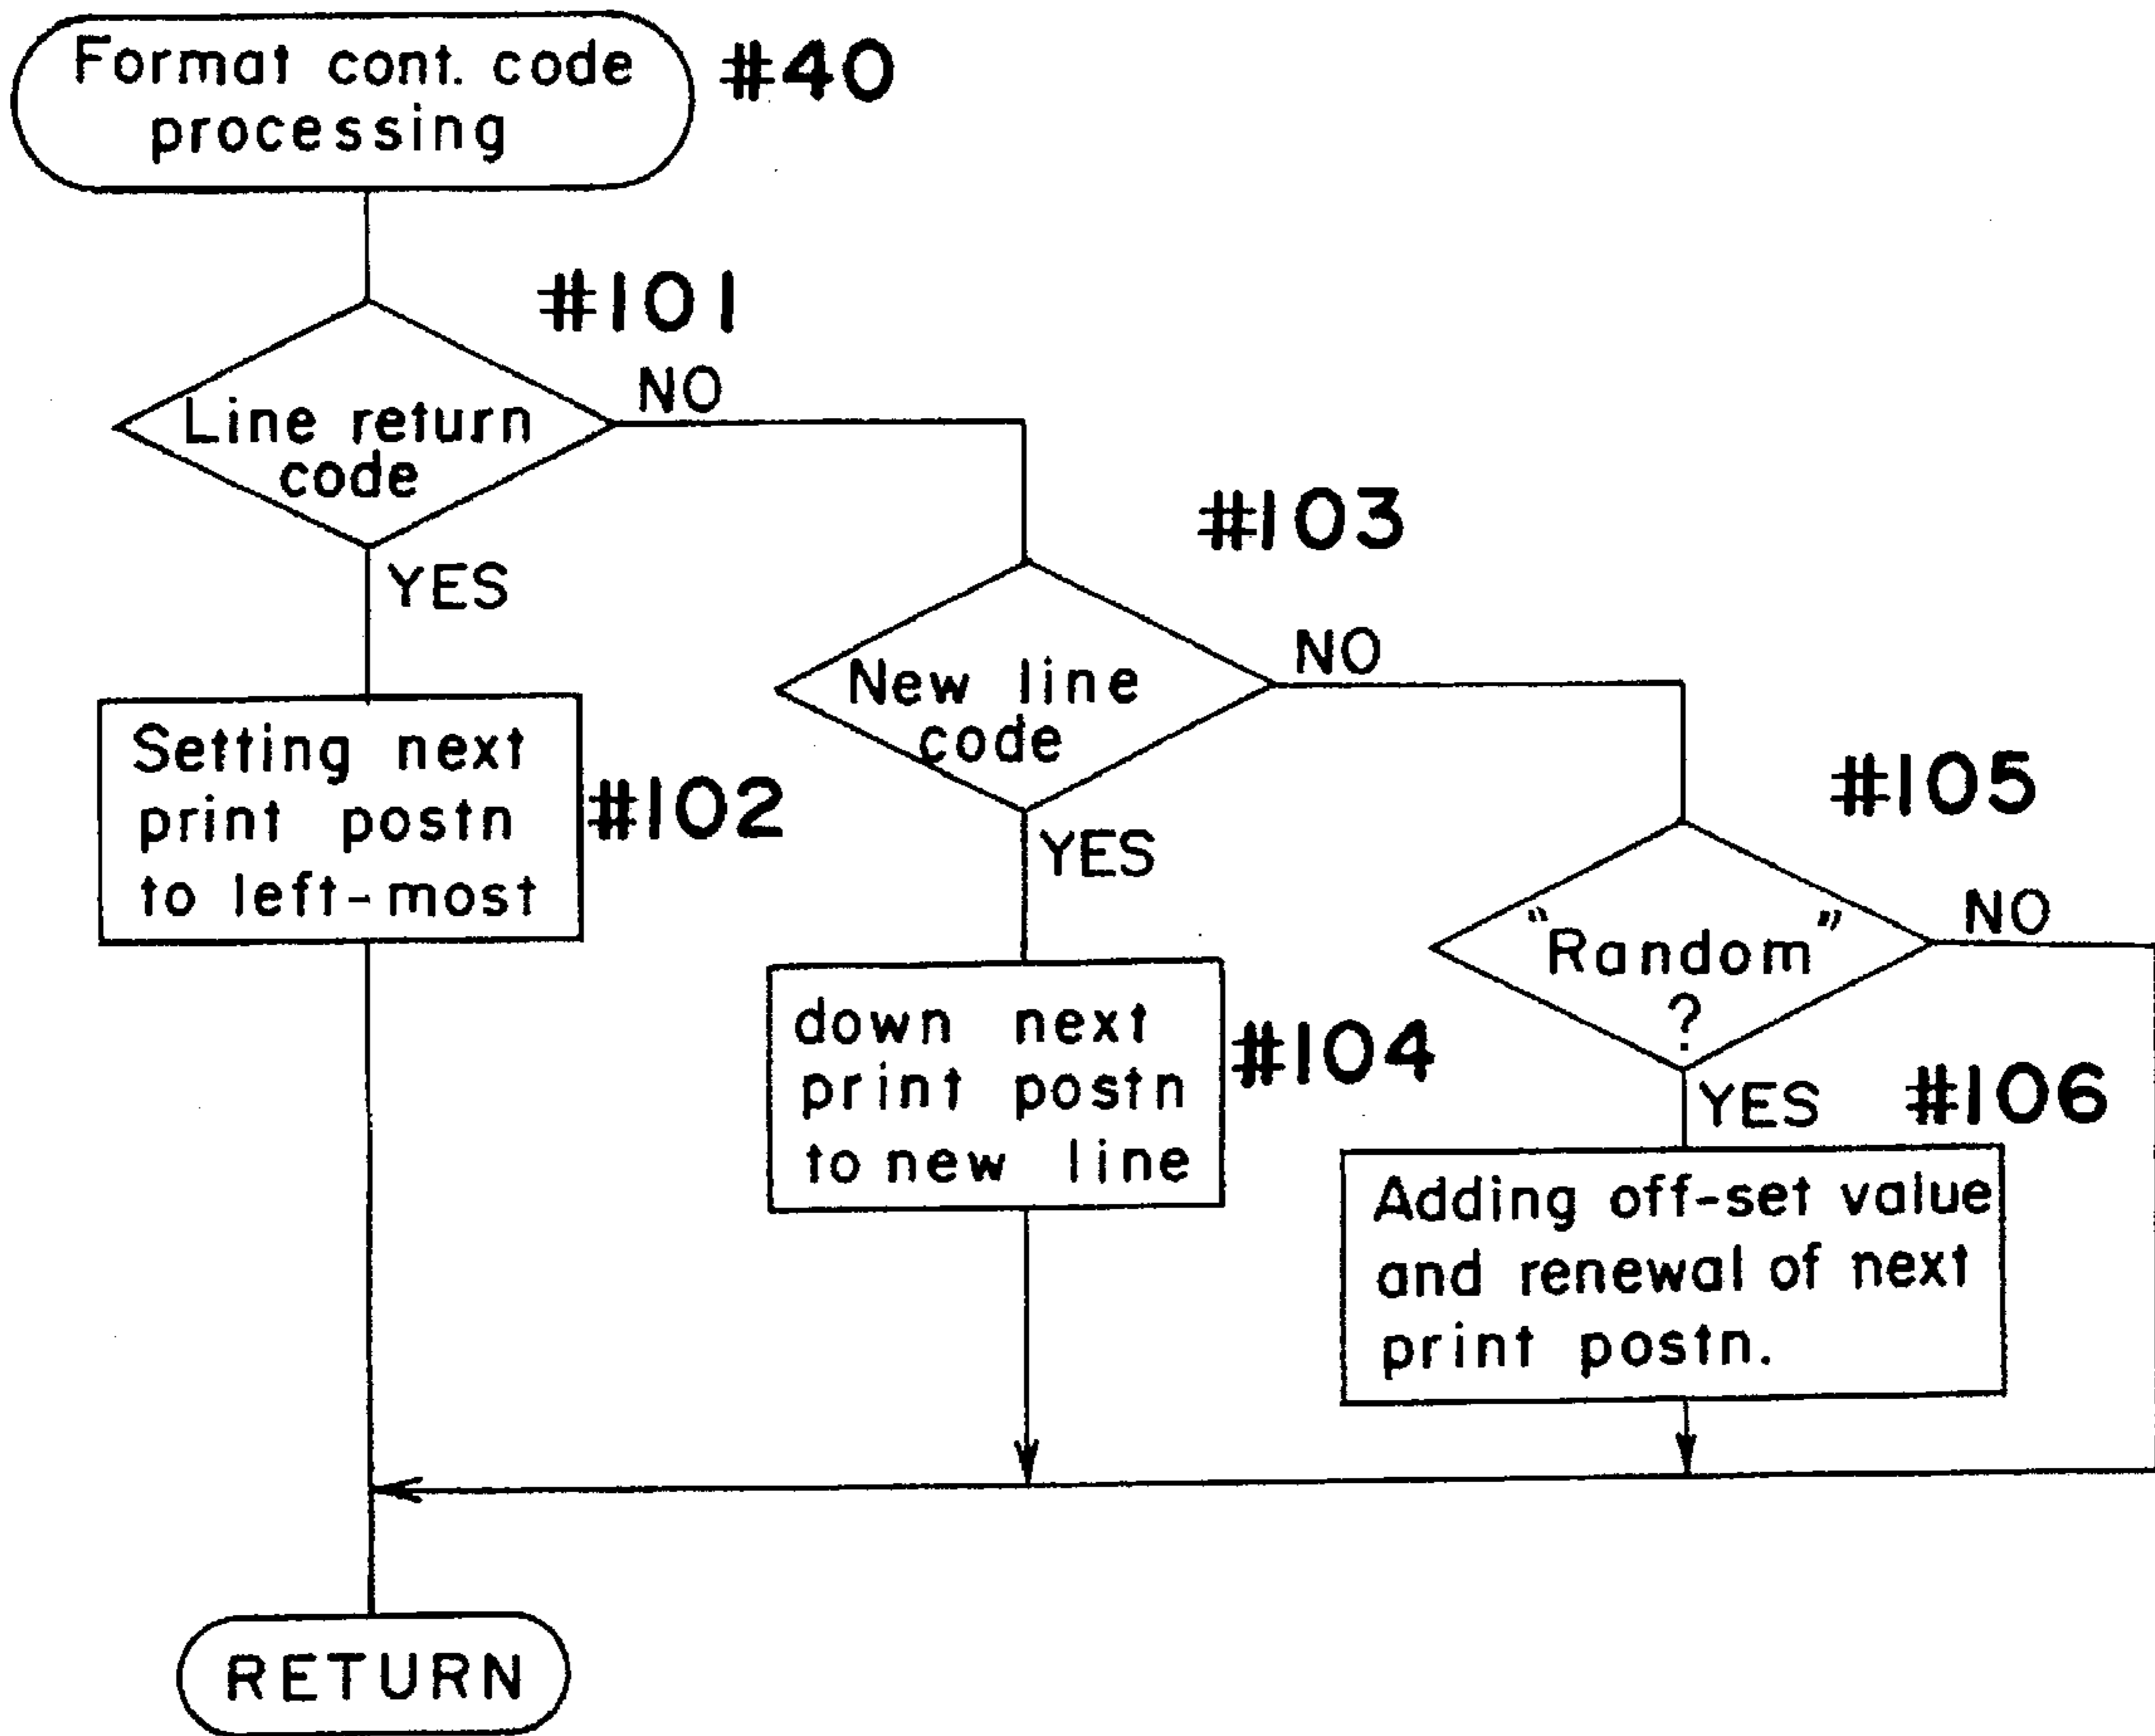 Format cont. code
processing
#40
#101
Line return
code
NO
YES
Setting next
print postn
to left-most
#102
#103
New line
code
NO
YES
down next
print postn
to new line
#104
#105
"Random"
?
NO
YES
#106
Adding off-set value
and renewal of next
print postn.
RETURN